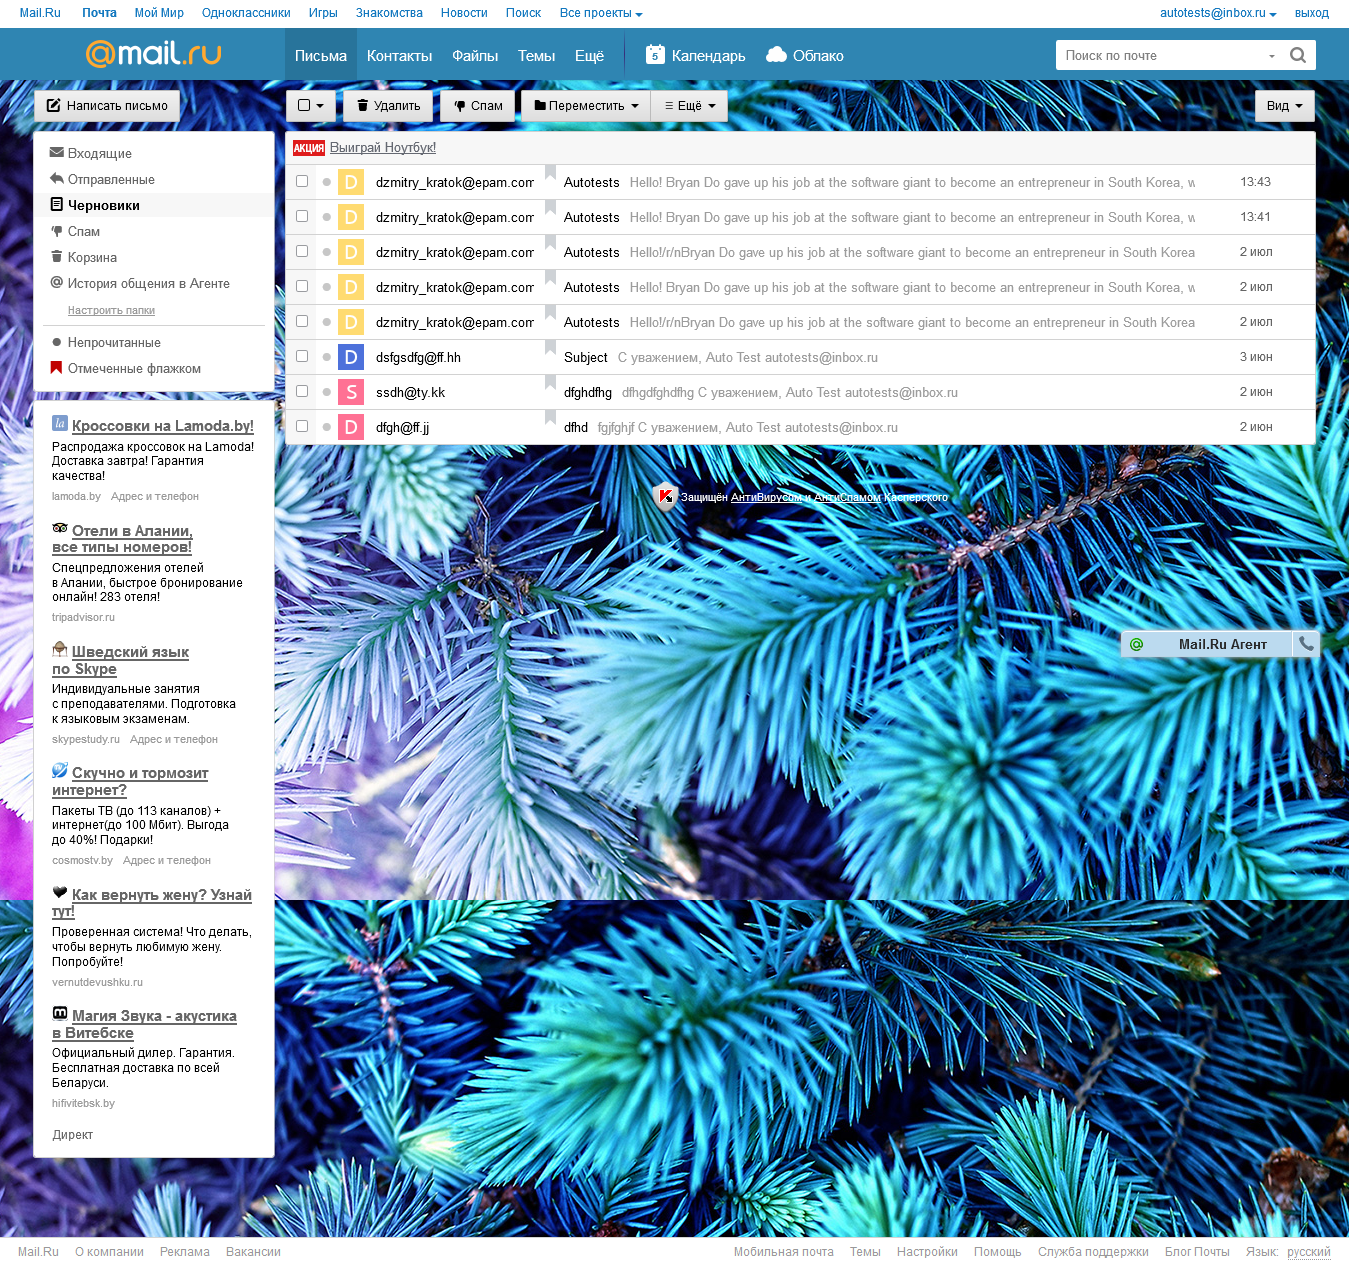 Mail.Ru Почта Мой Мир Одноклассники Игры Знакомства Новости Поиск Все проекты autotests@inbox.ru выход
@mail.ru Письма Контакты Файлы Темы Ещё 5 Календарь Облако Поиск по почте
Написать письмо Удалить Спам Переместить Ещё Вид
Входящие
Отправленные
Черновики
Спам
Корзина
История общения в Агенте
Настроить папки
Непрочитанные
Отмеченные флажком
АКЦИЯ Выиграй Ноутбук!
D dzmitry_kratok@epam.com Autotests Hello! Bryan Do gave up his job at the software giant to become an entrepreneur in South Korea, w 13:43
D dzmitry_kratok@epam.com Autotests Hello! Bryan Do gave up his job at the software giant to become an entrepreneur in South Korea, w 13:41
D dzmitry_kratok@epam.com Autotests Hello!/r/nBryan Do gave up his job at the software giant to become an entrepreneur in South Korea 2 июл
D dzmitry_kratok@epam.com Autotests Hello! Bryan Do gave up his job at the software giant to become an entrepreneur in South Korea, w 2 июл
D dzmitry_kratok@epam.com Autotests Hello!/r/nBryan Do gave up his job at the software giant to become an entrepreneur in South Korea 2 июл
D dsfgsdfg@ff.hh Subject С уважением, Auto Test autotests@inbox.ru 3 июн
S ssdh@ty.kk dfghdfhg dfhgdfghdfhg С уважением, Auto Test autotests@inbox.ru 2 июн
D dfgh@ff.jj dfhd fgjfghjf С уважением, Auto Test autotests@inbox.ru 2 июн
Защищён АнтиВирусом и АнтиСпамом Касперского
la Кроссовки на Lamoda.by!
Распродажа кроссовок на Lamoda!
Доставка завтра! Гарантия
качества!
lamoda.by Адрес и телефон
Отели в Алании,
все типы номеров!
Спецпредложения отелей
в Алании, быстрое бронирование
онлайн! 283 отеля!
tripadvisor.ru
Шведский язык
по Skype
Индивидуальные занятия
с преподавателями. Подготовка
к языковым экзаменам.
skypestudy.ru Адрес и телефон
Скучно и тормозит
интернет?
Пакеты ТВ (до 113 каналов) +
интернет(до 100 Мбит). Выгода
до 40%! Подарки!
cosmostv.by Адрес и телефон
Как вернуть жену? Узнай
тут!
Проверенная система! Что делать,
чтобы вернуть любимую жену.
Попробуйте!
vernutdevushku.ru
Магия Звука - акустика
в Витебске
Официальный дилер. Гарантия.
Бесплатная доставка по всей
Беларуси.
hifivitebsk.by
Директ
@ Mail.Ru Агент
Mail.Ru О компании Реклама Вакансии Мобильная почта Темы Настройки Помощь Служба поддержки Блог Почты Язык: русский